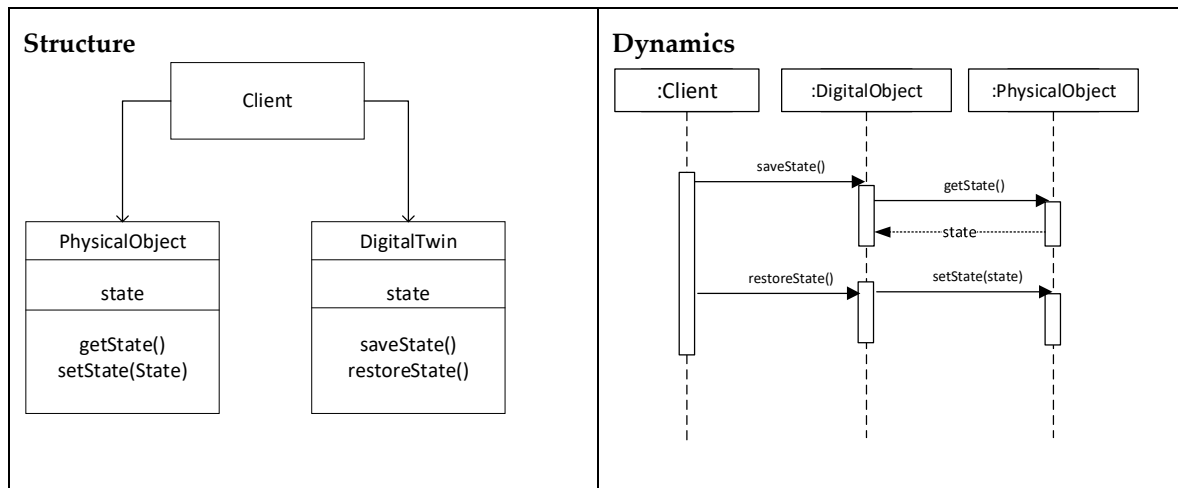 Structure
Client
PhysicalObject
state
getState()
setState(State)
DigitalTwin
state
saveState()
restoreState()
Dynamics
:Client
:DigitalObject
:PhysicalObject
saveState()
getState()
state
restoreState()
setState(state)